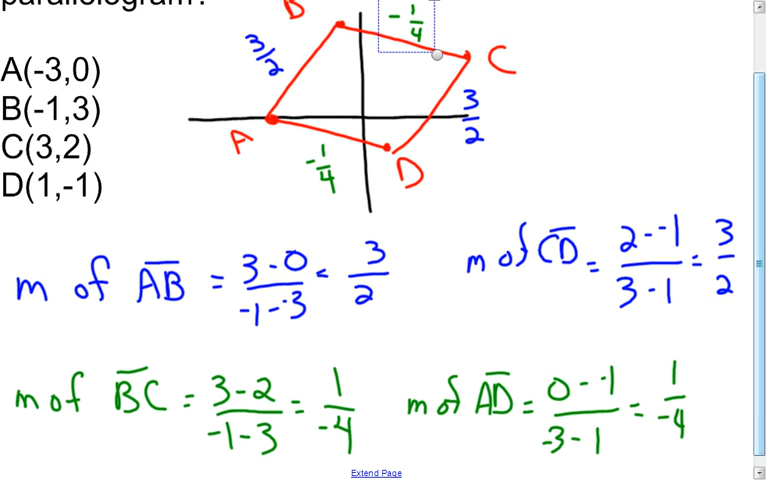 parallelogram?
B
-1/4
C
3/2
A(-3,0)
B(-1,3)
C(3,2)
D(1,-1)
3/2
A
-1/4
D
m of AB = 3-0/-1--3 = 3/2
m of CD = 2--1/3-1 = 3/2
m of BC = 3-2/-1-3 = 1/-4
m of AD = 0--1/-3-1 = 1/-4
Extend Page